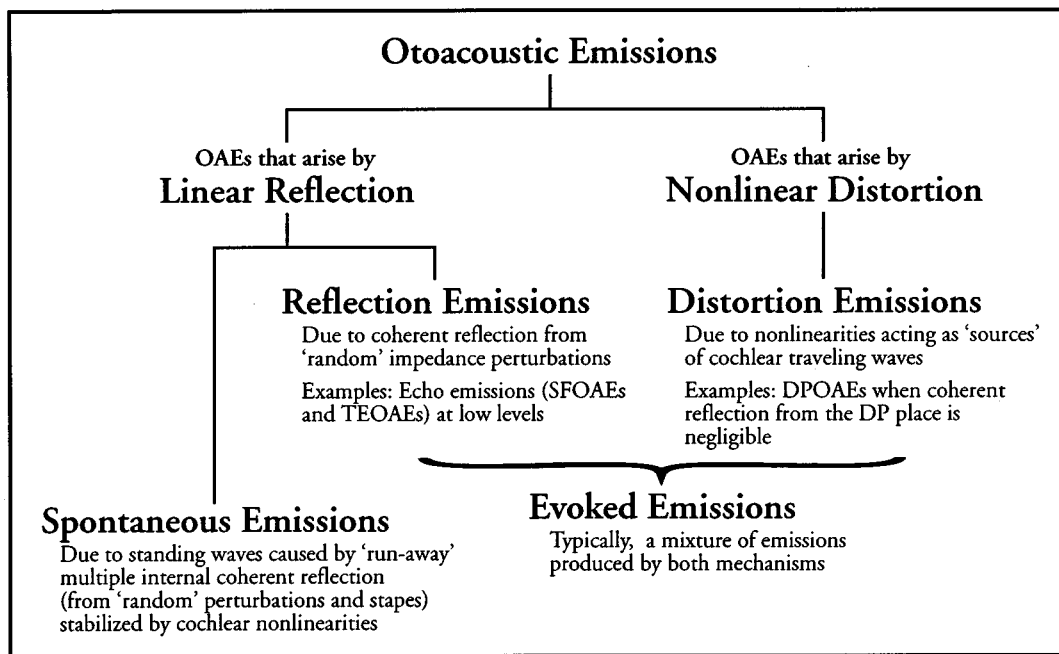 Otoacoustic Emissions
OAEs that arise by
Linear Reflection
OAEs that arise by
Nonlinear Distortion
Reflection Emissions
Due to coherent reflection from
‘random’ impedance perturbations
Examples: Echo emissions (SFOAEs
and TEOAEs) at low levels
Distortion Emissions
Due to nonlinearities acting as ‘sources’
of cochlear traveling waves
Examples: DPOAEs when coherent
reflection from the DP place is
negligible
Spontaneous Emissions
Due to standing waves caused by ‘run-away’
multiple internal coherent reflection
(from ‘random’ perturbations and stapes)
stabilized by cochlear nonlinearities
Evoked Emissions
Typically, a mixture of emissions
produced by both mechanisms